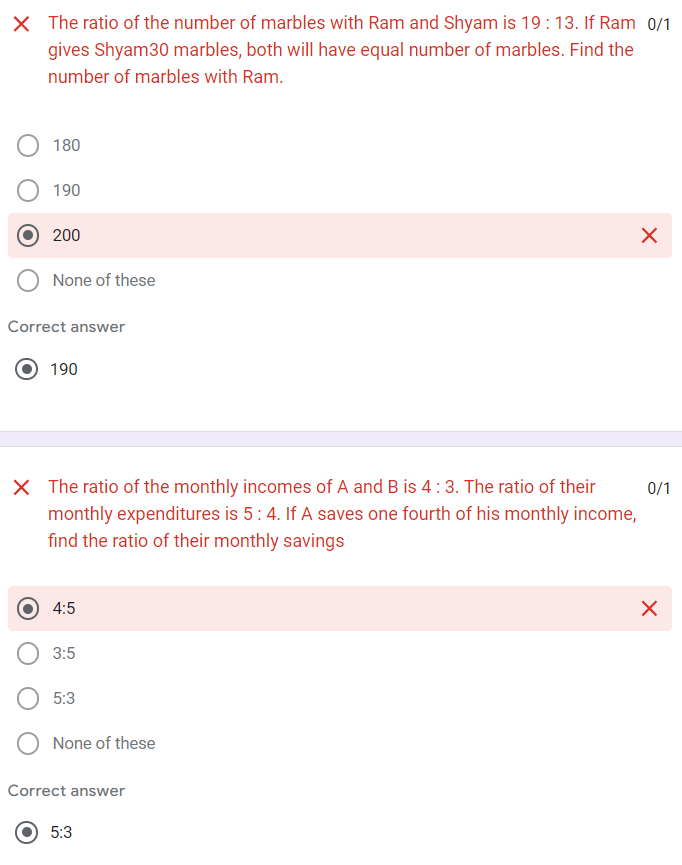 The ratio of the number of marbles with Ram and Shyam is 19 : 13. If Ram 0/1
gives Shyam30 marbles, both will have equal number of marbles. Find the
number of marbles with Ram.
180
190
200
None of these
Correct answer
190
The ratio of the monthly incomes of A and B is 4 : 3. The ratio of their 0/1
monthly expenditures is 5 : 4. If A saves one fourth of his monthly income,
find the ratio of their monthly savings
4:5
3:5
5:3
None of these
Correct answer
5:3